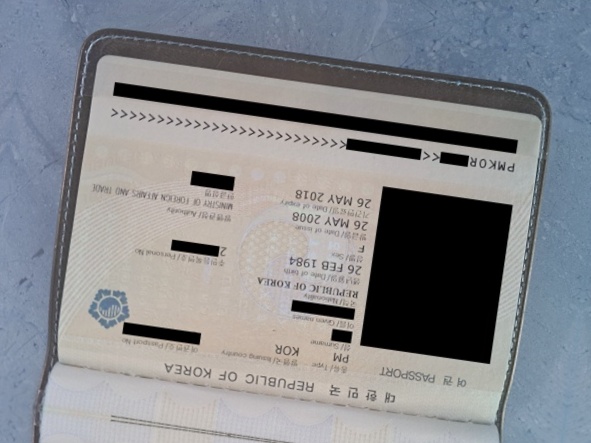 대 한 민 국 REPUBLIC OF KOREA
여 권 PASSPORT
종류/ Type 발행국/ Issuing country 여권번호/ Passport No
PM KOR
성/ Surname
이름/ Given names
국적/ Nationality
REPUBLIC OF KOREA
생년월일/ Date of birth 주민등록번호/ Personal No
26 FEB 1984 2
성별/ Sex
F
발급일/ Date of issue 발행관청/ Authority
26 MAY 2008 MINISTRY OF FOREIGN AFFAIRS AND TRADE
기간만료일/ Date of expiry 한글성명
26 MAY 2018
PMKOR <<<<<<<<<<<<<<<<<<<<<<<<<<<